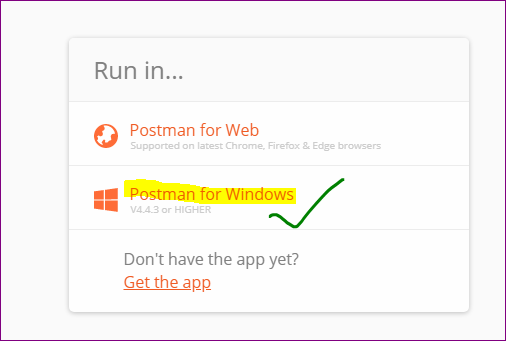 Run in...
Postman for Web
Supported on latest Chrome, Firefox & Edge browsers
Postman for Windows
V4.4.3 or HIGHER
Don't have the app yet?
Get the app